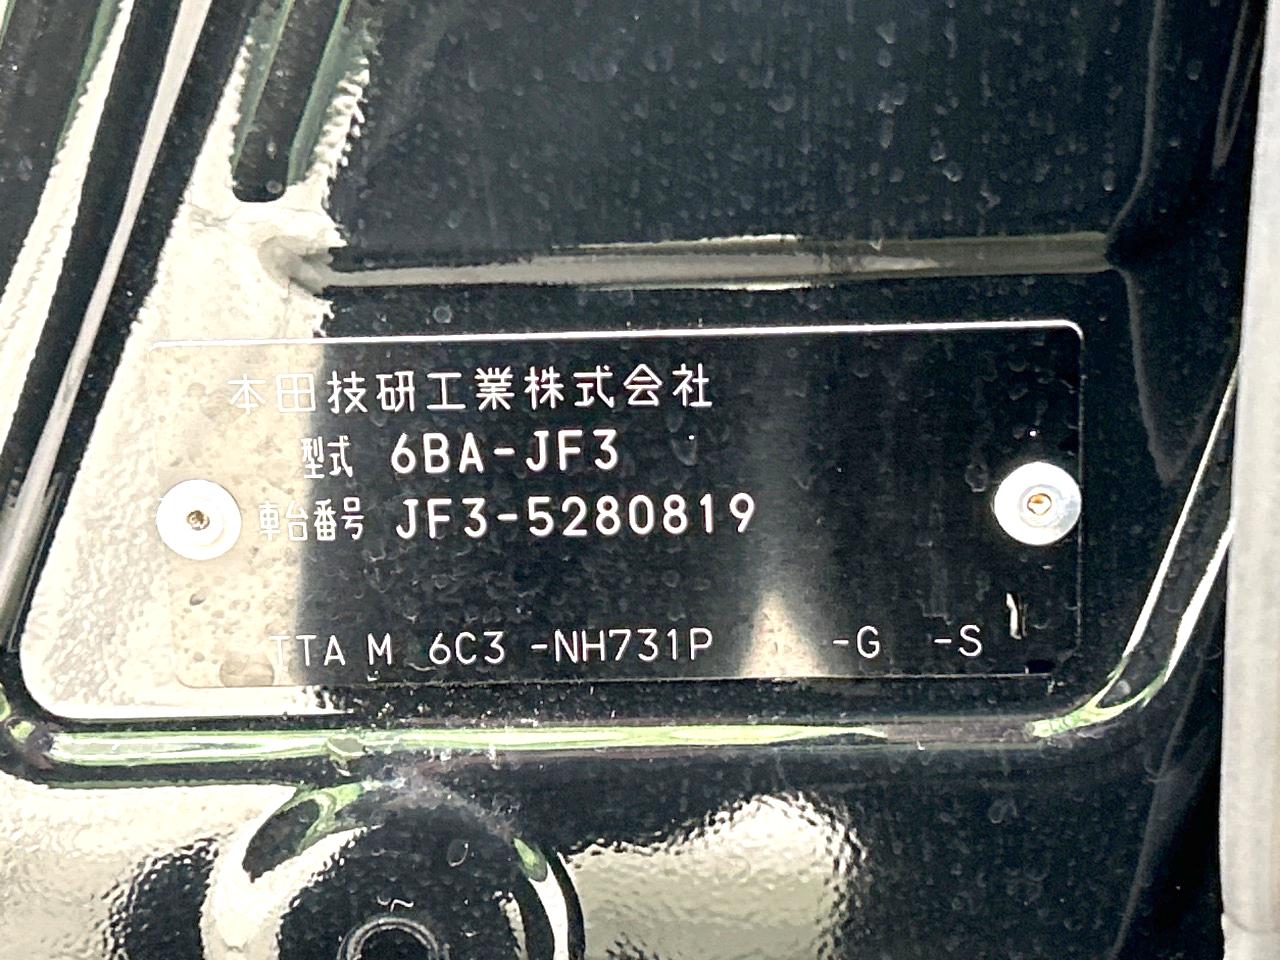 本田技研工業株式会社
型式 6BA-JF3
車台番号 JF3-5280819
TTA M 6C3 -NH731P -G -S